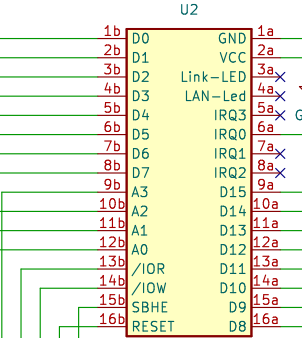 U2
1b D0 GND 1a
2b D1 VCC 2a
3b D2 Link-LED 3a
4b D3 LAN-Led 4a
5b D4 IRQ3 5a G
6b D5 IRQ0 6a
7b D6 IRQ1 7a
8b D7 IRQ2 8a
9b A3 D15 9a
10b A2 D14 10a
11b A1 D13 11a
12b A0 D12 12a
13b /IOR D11 13a
14b /IOW D10 14a
15b SBHE D9 15a
16b RESET D8 16a